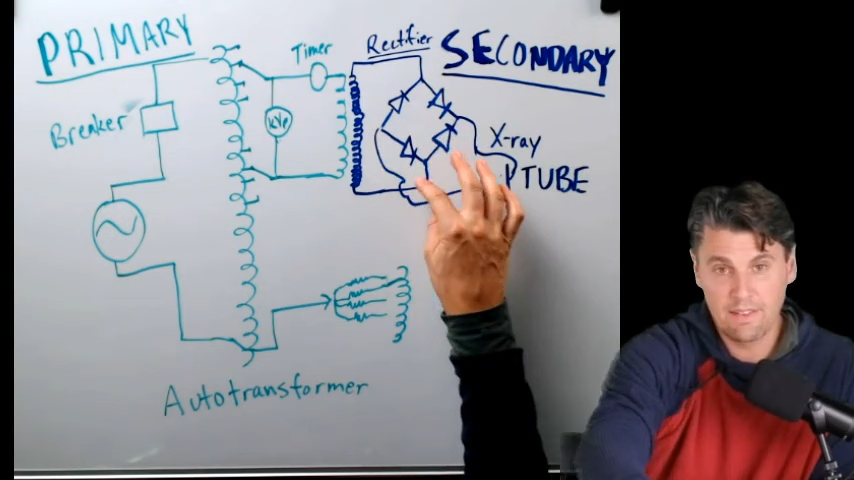 PRIMARY
Timer
Rectifier
SECONDARY
Breaker
kVp
X-ray
TUBE
Autotransformer